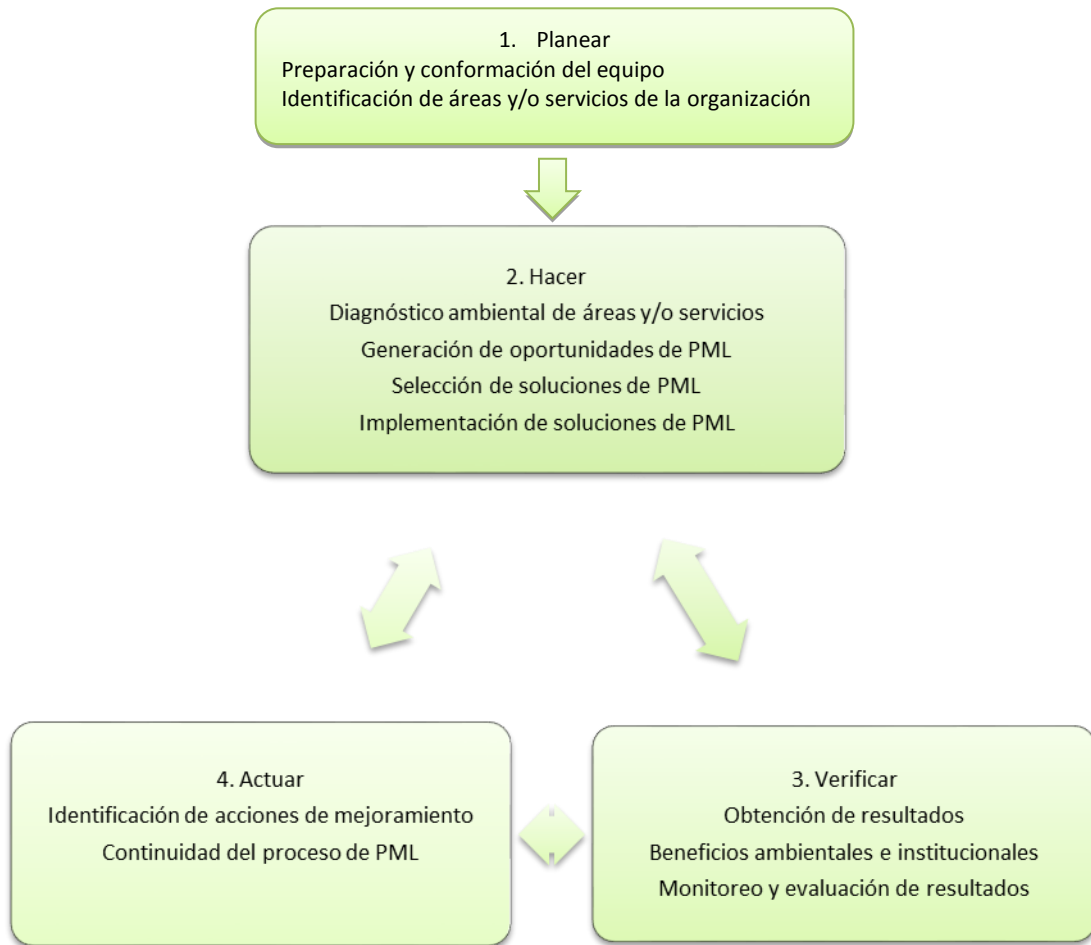 1. Planear
Preparación y conformación del equipo
Identificación de áreas y/o servicios de la organización
2. Hacer
Diagnóstico ambiental de áreas y/o servicios
Generación de oportunidades de PML
Selección de soluciones de PML
Implementación de soluciones de PML
4. Actuar
Identificación de acciones de mejoramiento
Continuidad del proceso de PML
3. Verificar
Obtención de resultados
Beneficios ambientales e institucionales
Monitoreo y evaluación de resultados